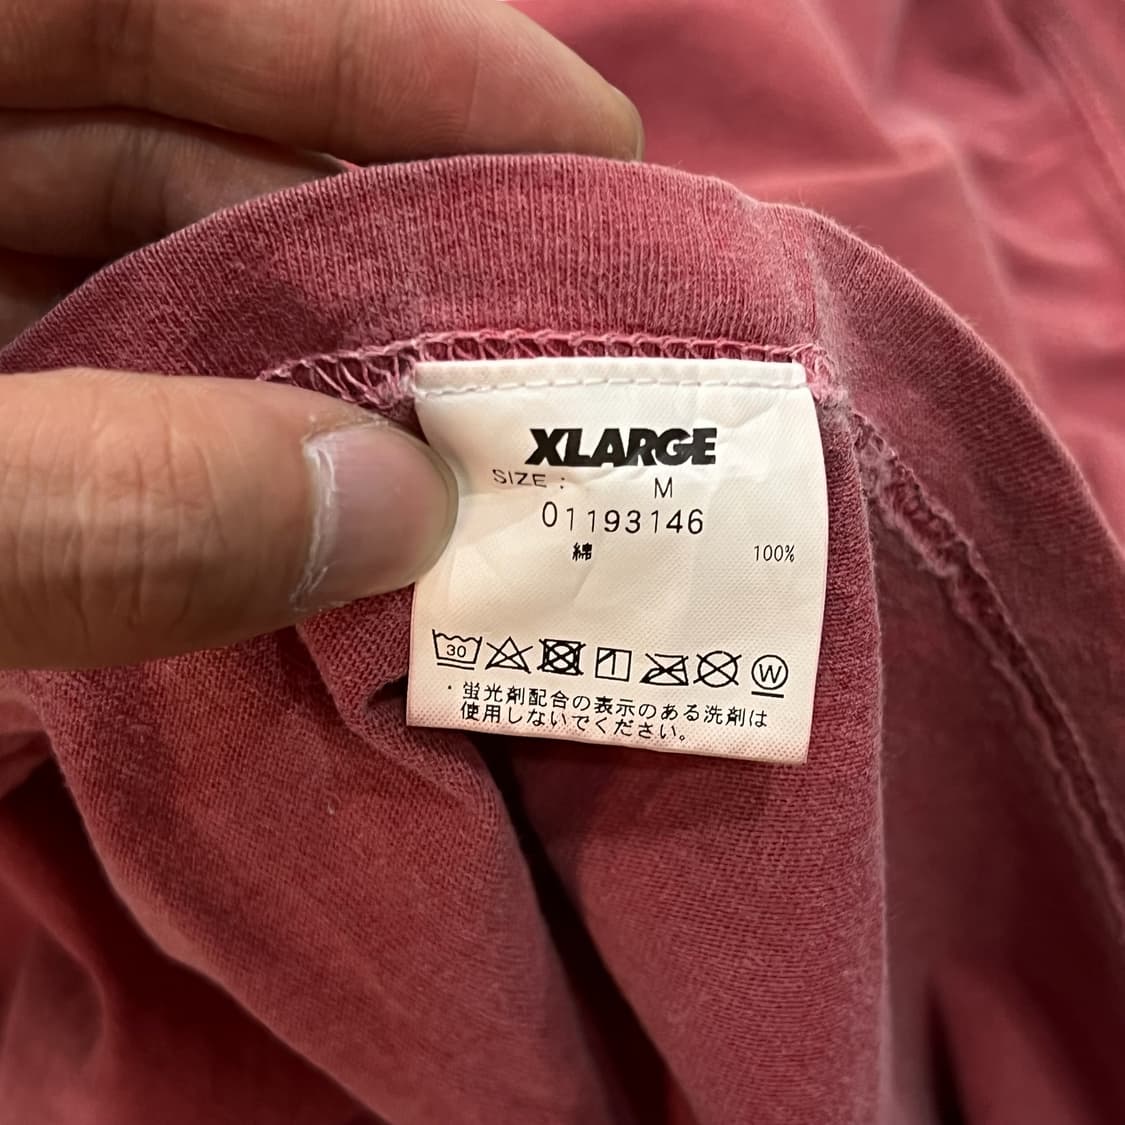 XLARGE
SIZE : M
01193146
綿 100%
30 W
・蛍光剤配合の表示のある洗剤は
使用しないでください。